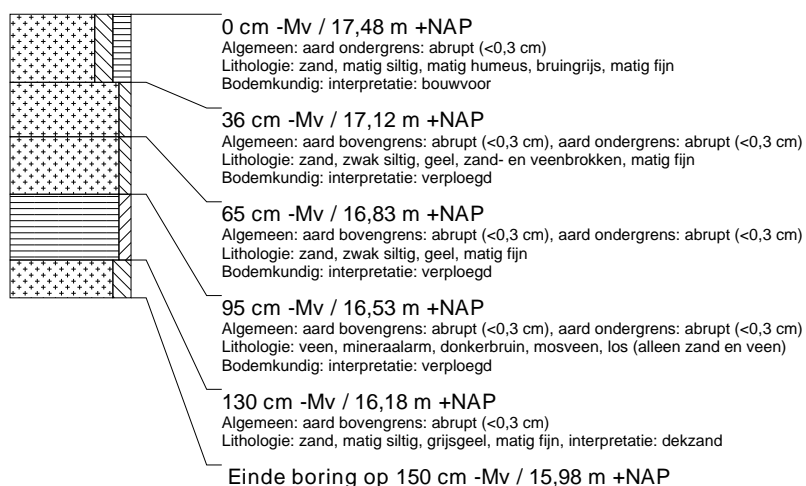 0 cm -Mv / 17,48 m +NAP
Algemeen: aard ondergrens: abrupt (<0,3 cm)
Lithologie: zand, matig siltig, matig humeus, bruingrijs, matig fijn
Bodemkundig: interpretatie: bouwvoor
36 cm -Mv / 17,12 m +NAP
Algemeen: aard bovengrens: abrupt (<0,3 cm), aard ondergrens: abrupt (<0,3 cm)
Lithologie: zand, zwak siltig, geel, zand- en veenbrokken, matig fijn
Bodemkundig: interpretatie: verploegd
65 cm -Mv / 16,83 m +NAP
Algemeen: aard bovengrens: abrupt (<0,3 cm), aard ondergrens: abrupt (<0,3 cm)
Lithologie: zand, zwak siltig, geel, matig fijn
Bodemkundig: interpretatie: verploegd
95 cm -Mv / 16,53 m +NAP
Algemeen: aard bovengrens: abrupt (<0,3 cm), aard ondergrens: abrupt (<0,3 cm)
Lithologie: veen, mineraalarm, donkerbruin, mosveen, los (alleen zand en veen)
Bodemkundig: interpretatie: verploegd
130 cm -Mv / 16,18 m +NAP
Algemeen: aard bovengrens: abrupt (<0,3 cm)
Lithologie: zand, matig siltig, grijsgeel, matig fijn, interpretatie: dekzand
Einde boring op 150 cm -Mv / 15,98 m +NAP